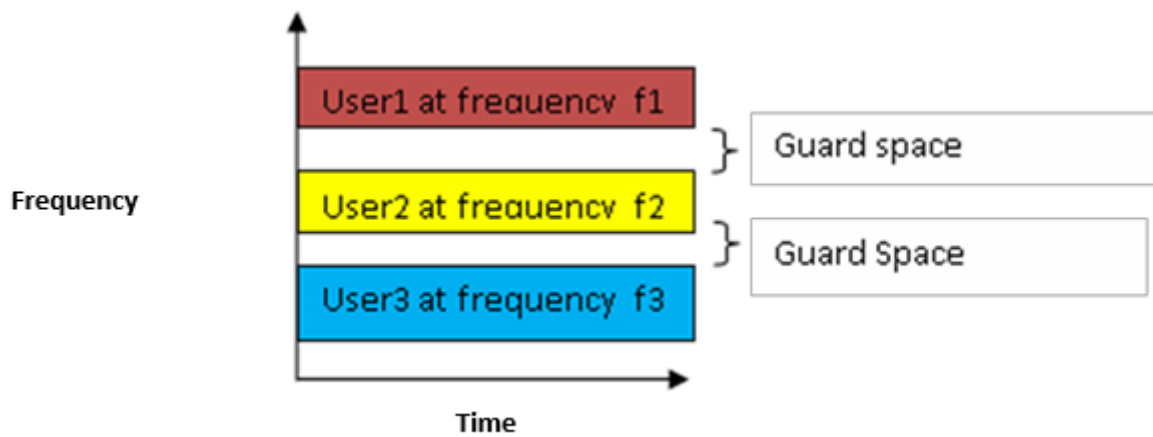 User1 at frequency f1
Guard space
Frequency
User2 at frequency f2
Guard Space
User3 at frequency f3
Time